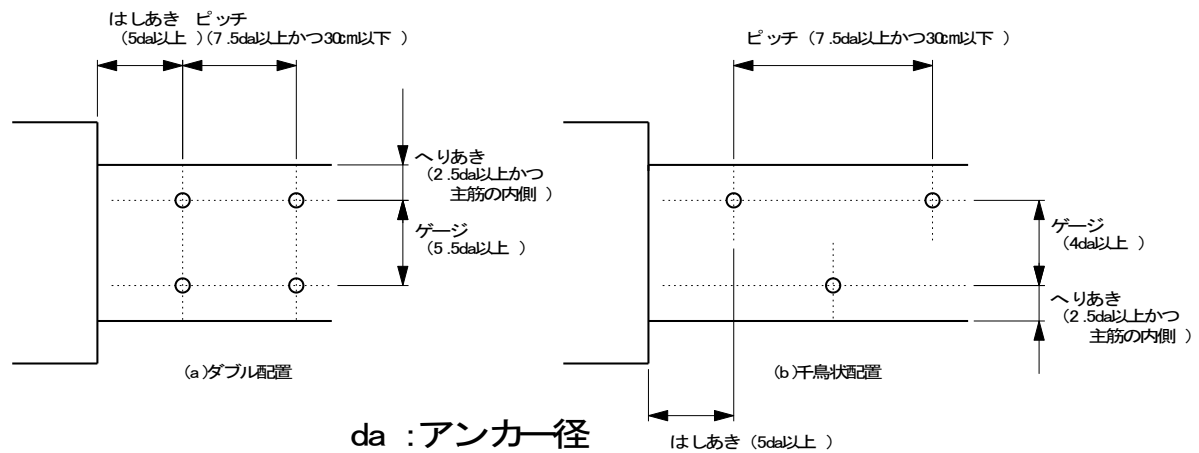 はしあき ピッチ
(5da以上 )(7 .5da以上かつ30cm以下 )
へりあき
(2 .5da以上かつ
主筋の内側 )
ゲージ
(5 .5da以上 )
(a )ダブル配置
ピッチ (7 .5da以上かつ30cm以下 )
ゲージ
(4da以上 )
へりあき
(2 .5da以上かつ
主筋の内側 )
(b )千鳥状配置
はしあき (5da以上 )
da :アンカー径